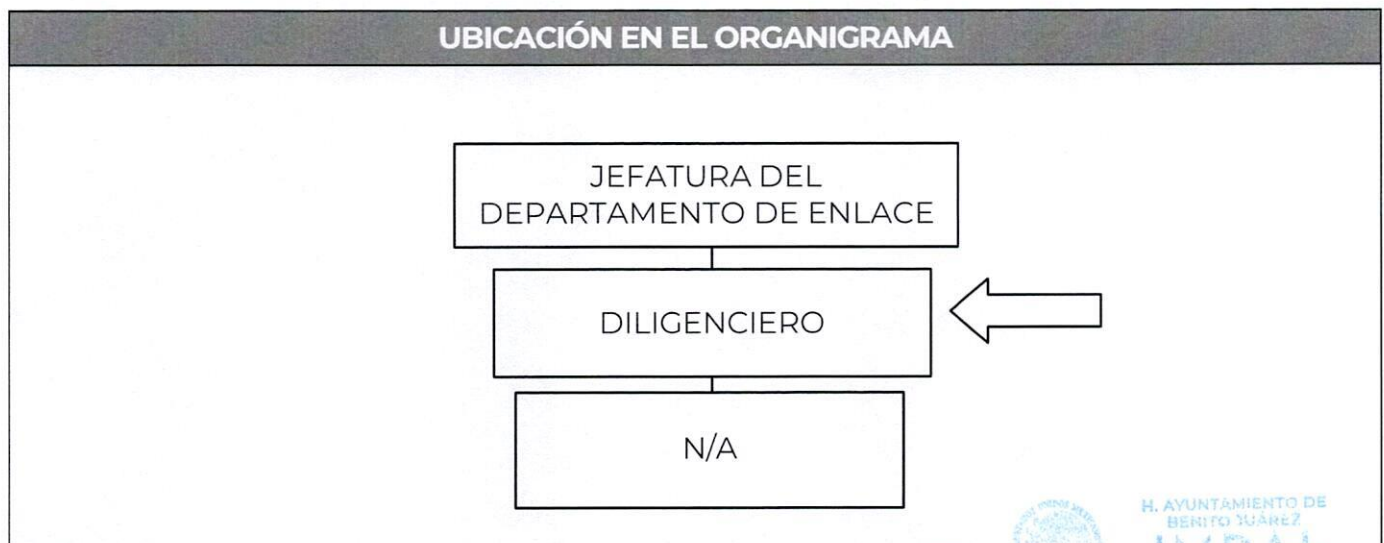 UBICACIÓN EN EL ORGANIGRAMA
JEFATURA DEL
DEPARTAMENTO DE ENLACE
DILIGENCIERO
N/A
H. AYUNTAMIENTO DE
BENITO JUÁREZ